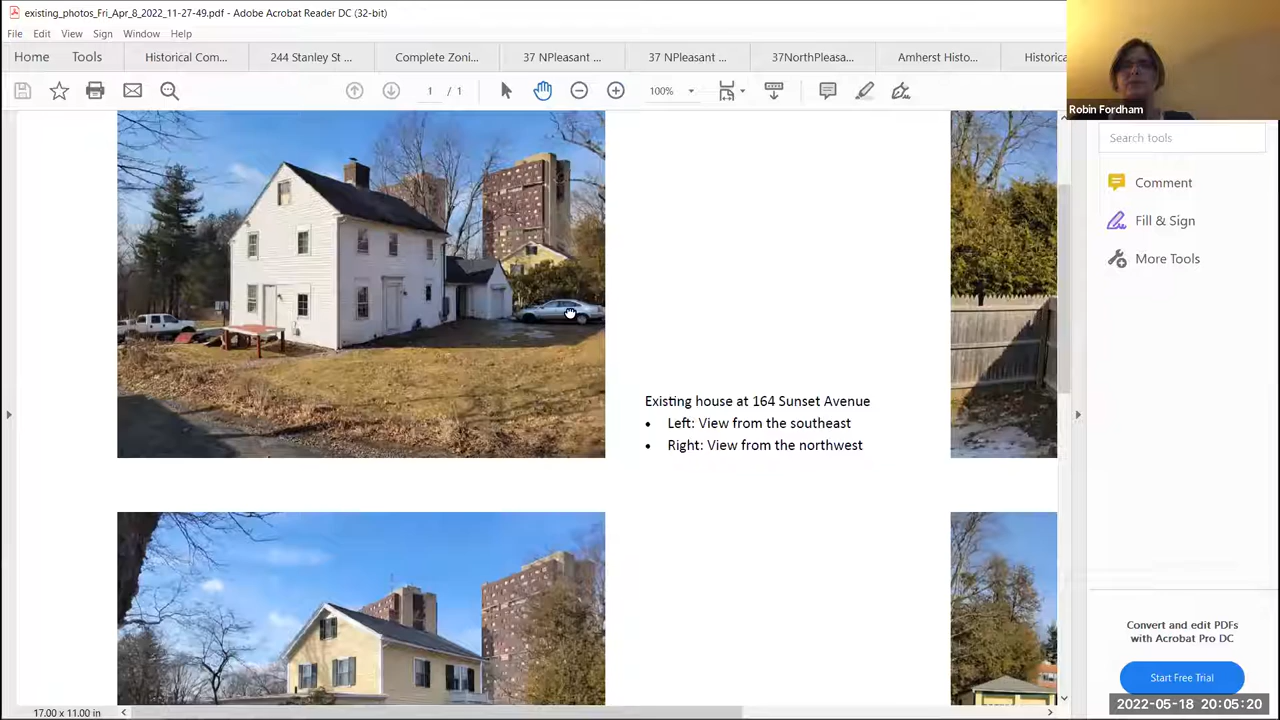 existing_photos_Fri_Apr_8_2022_11-27-49.pdf - Adobe Acrobat Reader DC (32-bit)
File Edit View Sign Window Help
Home Tools Historical Com... 244 Stanley St ... Complete Zoni... 37 NPleasant ... 37 NPleasant ... 37NorthPleasa... Amherst Histo... Historica
1 / 1 100%
Robin Fordham
Search tools
Comment
Fill & Sign
More Tools
Existing house at 164 Sunset Avenue
• Left: View from the southeast
• Right: View from the northwest
Convert and edit PDFs
with Acrobat Pro DC
Start Free Trial
2022-05-18 20:05:20
17.00 x 11.00 in